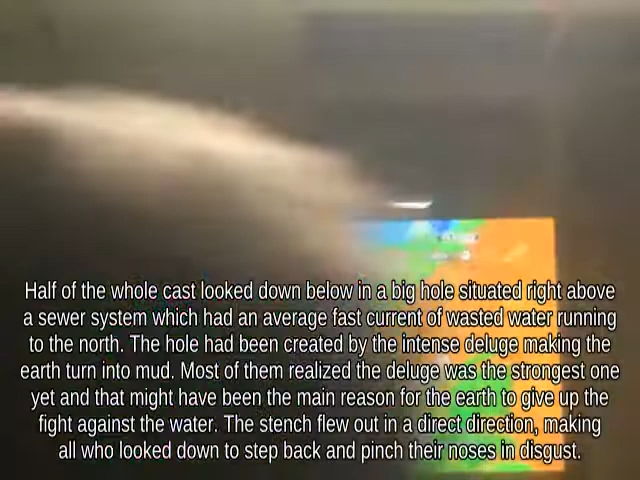 Half of the whole cast looked down below in a big hole situated right above
a sewer system which had an average fast current of wasted water running
to the north. The hole had been created by the intense deluge making the
earth turn into mud. Most of them realized the deluge was the strongest one
yet and that might have been the main reason for the earth to give up the
fight against the water. The stench flew out in a direct direction, making
all who looked down to step back and pinch their noses in disgust.